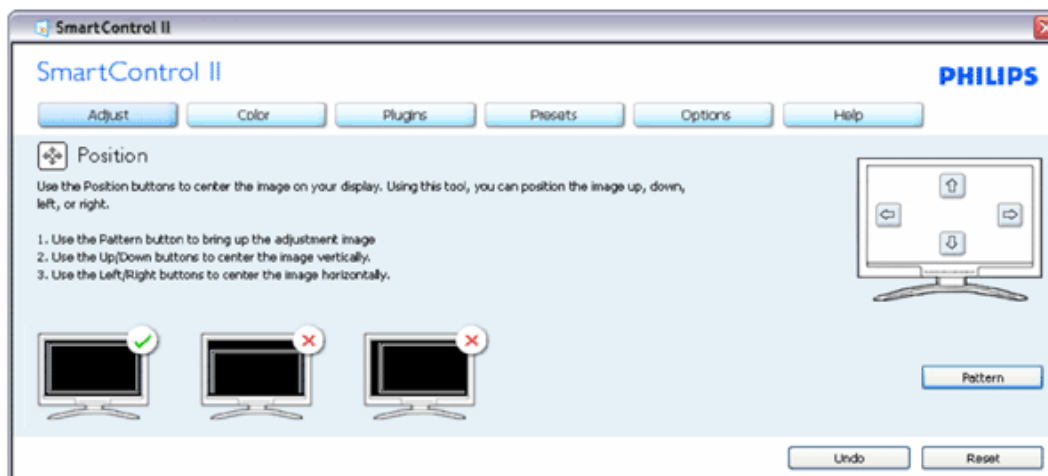 SmartControl II
SmartControl II
PHILIPS
Adjust
Color
Plugins
Presets
Options
Help
Position
Use the Position buttons to center the image on your display. Using this tool, you can position the image up, down,
left, or right.
1. Use the Pattern button to bring up the adjustment image
2. Use the Up/Down buttons to center the image vertically.
3. Use the Left/Right buttons to center the image horizontally.
Pattern
Undo
Reset